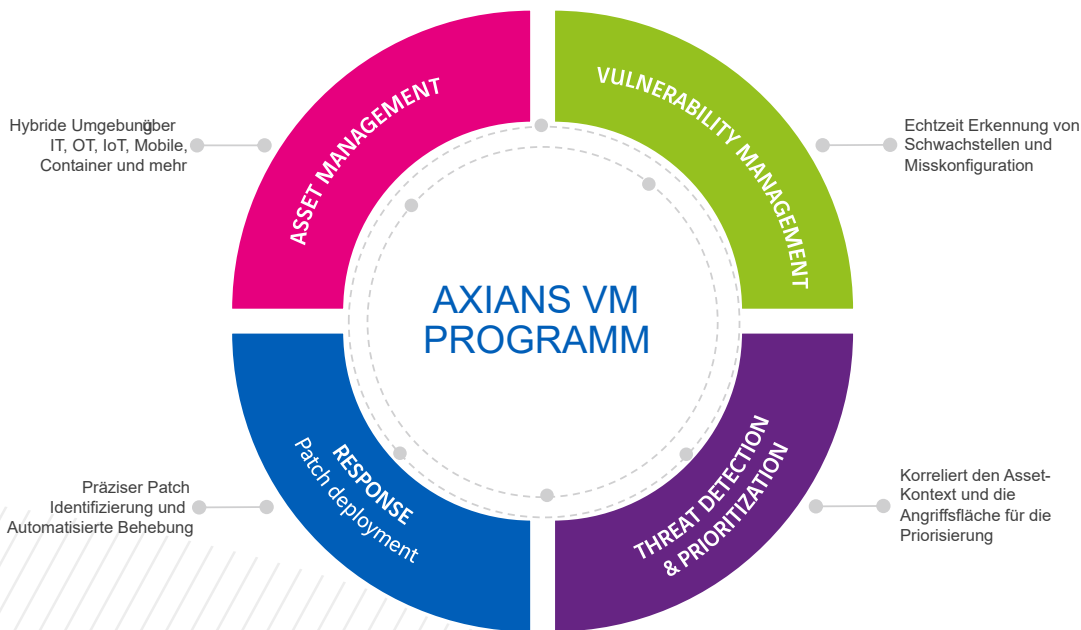 ASSET MANAGEMENT
VULNERABILITY MANAGEMENT
Hybride Umgebung über
IT, OT, IoT, Mobile,
Container und mehr
Echtzeit Erkennung von
Schwachstellen und
Misskonfiguration
AXIANS VM
PROGRAMM
RESPONSE
Patch deployment
THREAT DETECTION
& PRIORITIZATION
Präziser Patch
Identifizierung und
Automatisierte Behebung
Korreliert den Asset-
Kontext und die
Angriffsfläche für die
Priorisierung